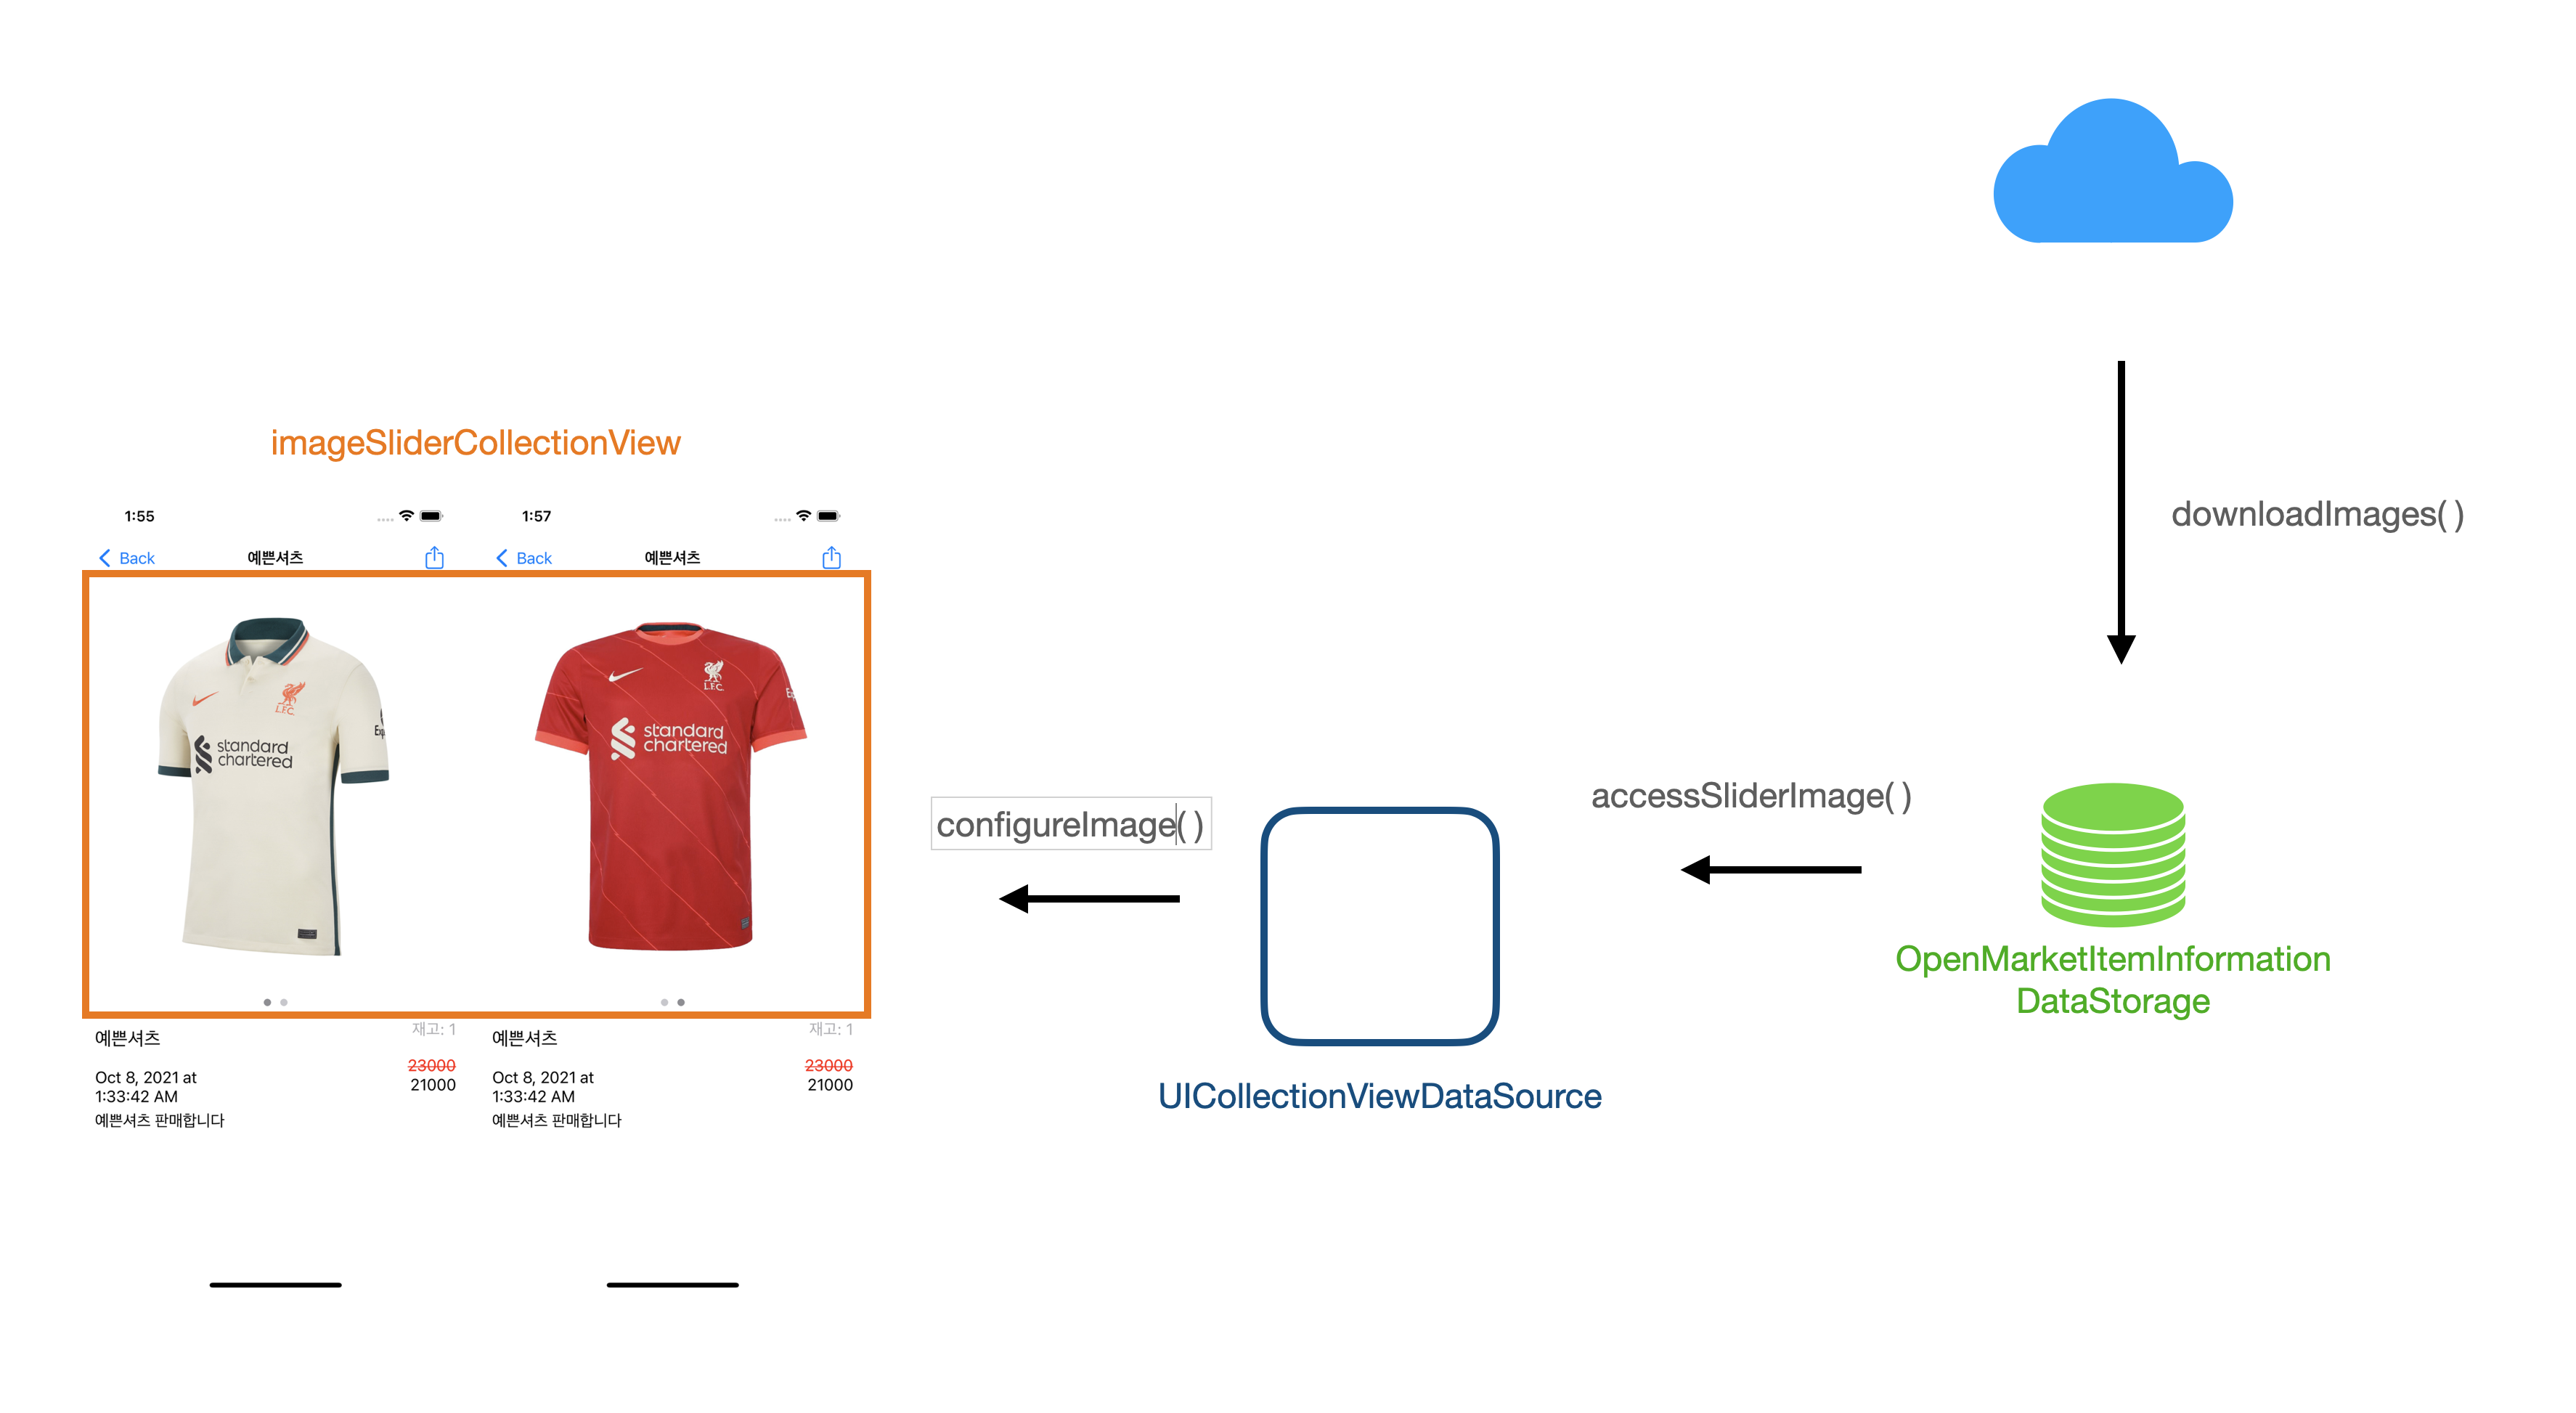 imageSliderCollectionView
1:55
Back
예쁜셔츠
L.F.C.
standard
chartered
예쁜셔츠
재고: 1
Oct 8, 2021 at
1:33:42 AM
23000
21000
예쁜셔츠 판매합니다
1:57
Back
예쁜셔츠
L.F.C.
standard
chartered
예쁜셔츠
재고: 1
Oct 8, 2021 at
1:33:42 AM
23000
21000
예쁜셔츠 판매합니다
configureImage( )
UICollectionViewDataSource
accessSliderImage( )
downloadImages( )
OpenMarketItemInformation
DataStorage